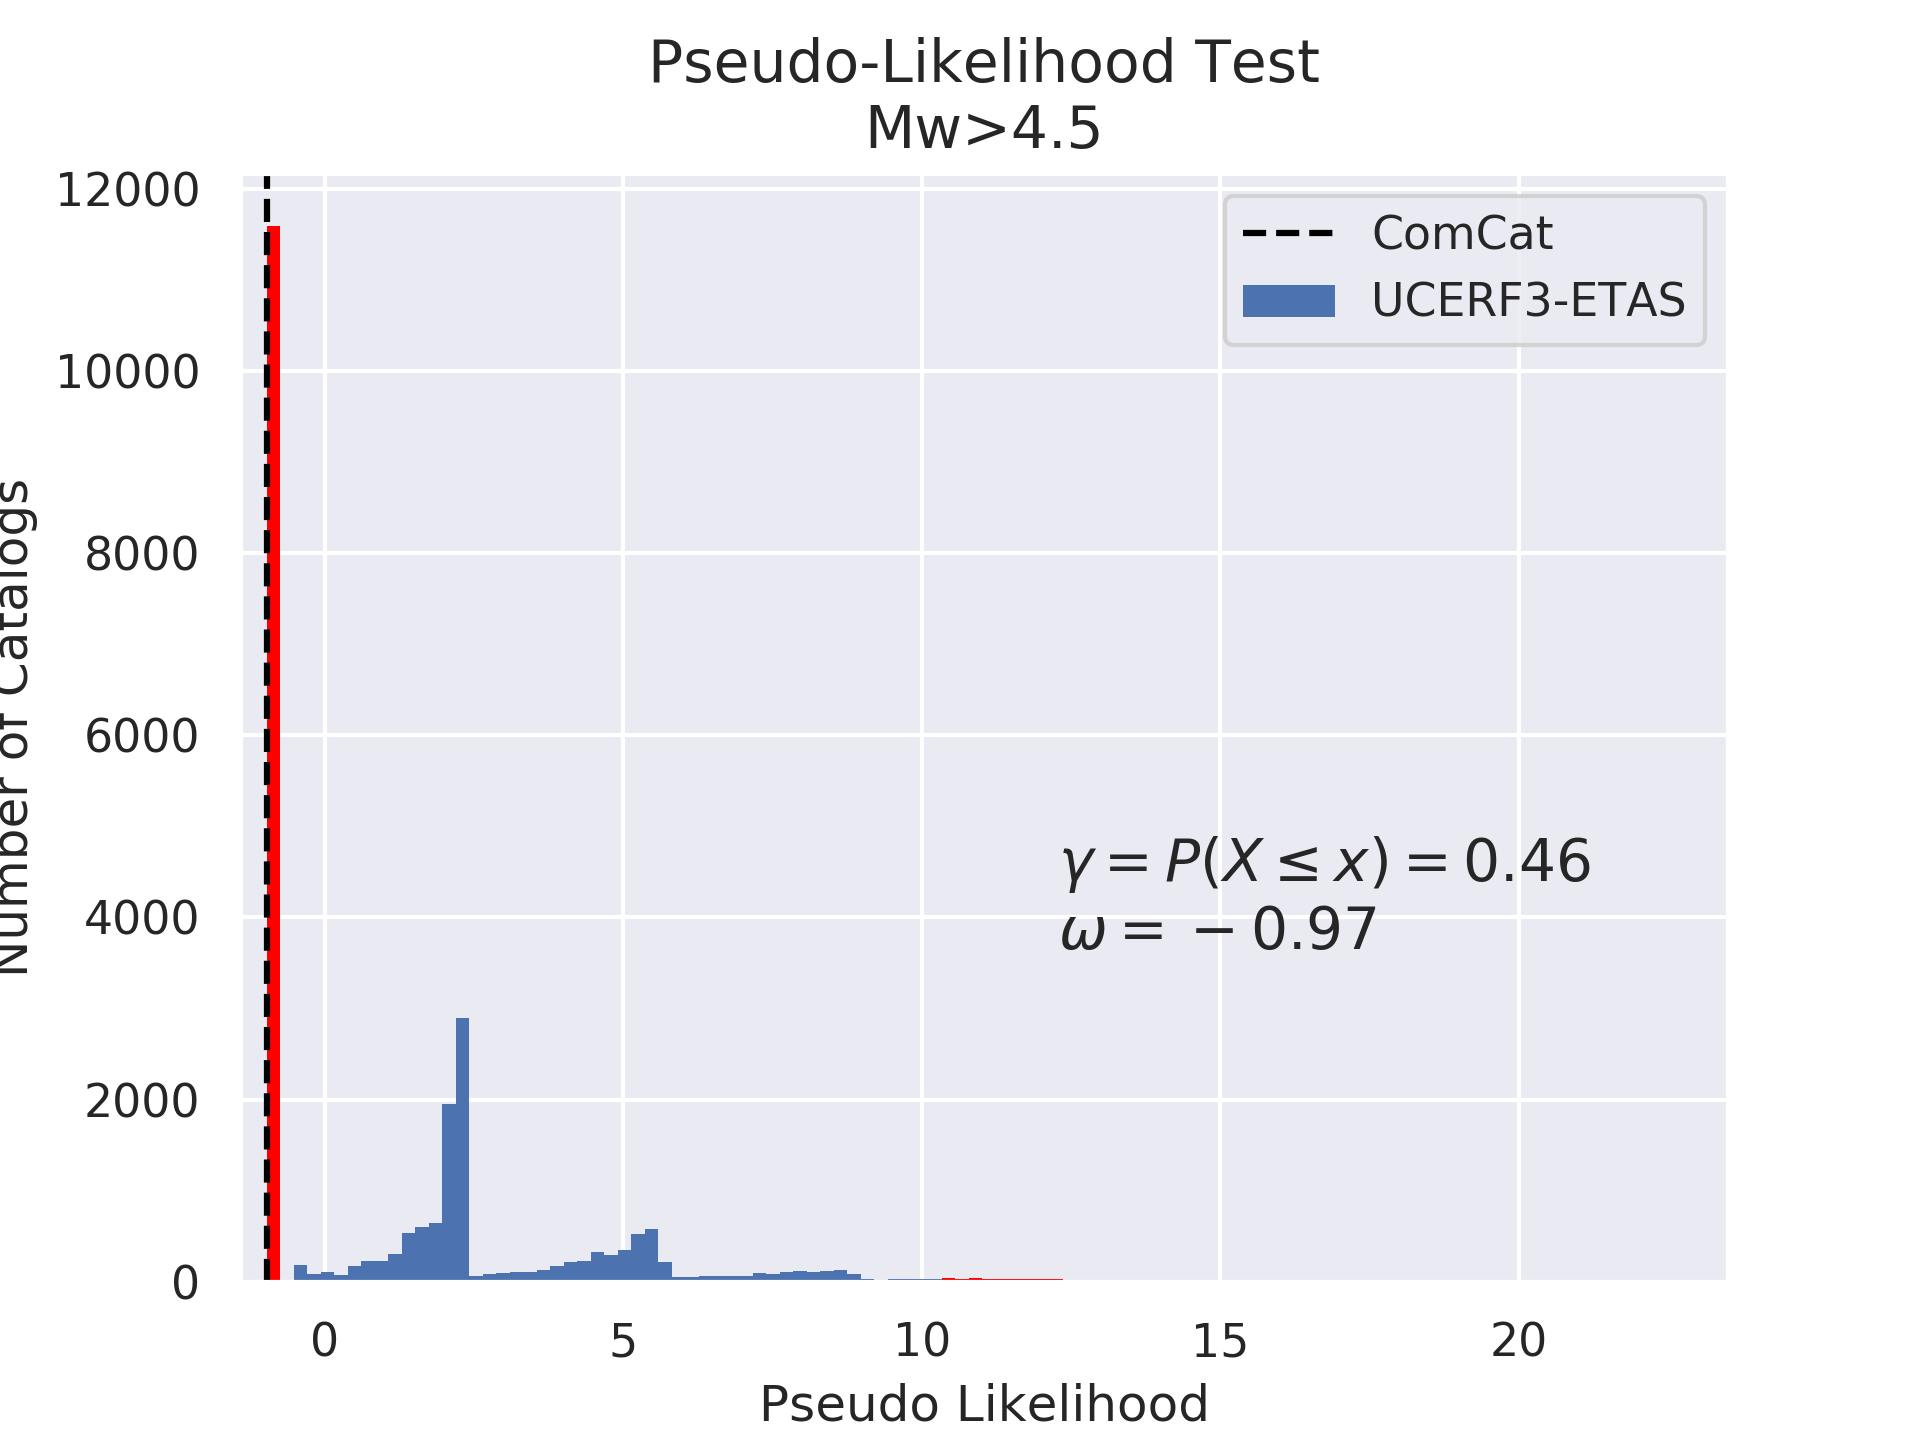 Pseudo-Likelihood Test
Mw>4.5
12000
10000
8000
6000
4000
2000
0
Number of Catalogs
ComCat
UCERF3-ETAS
γ = P(X ≤ x) = 0.46
ω = − 0.97
0 5 10 15 20
Pseudo Likelihood